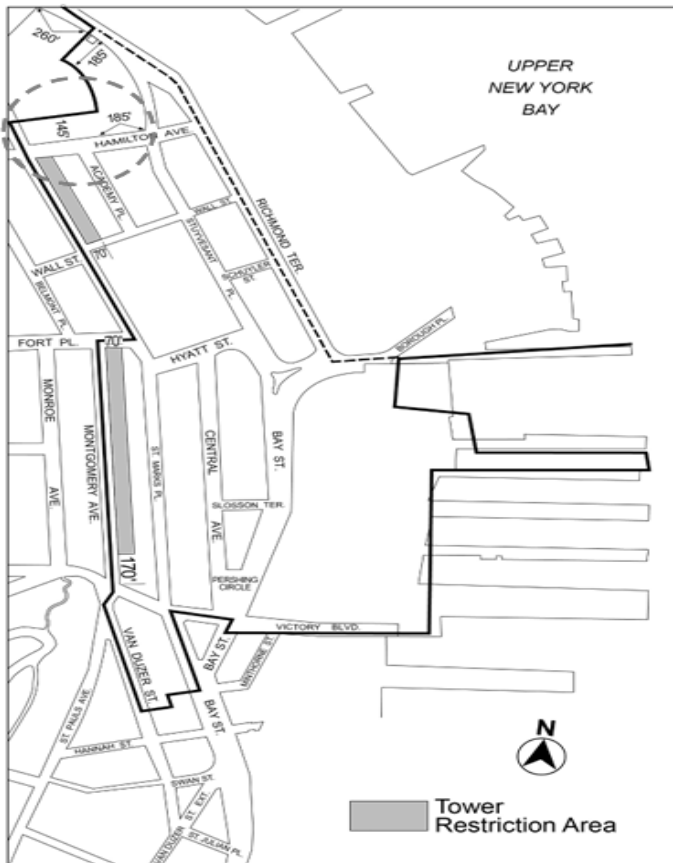 260'
185'
UPPER
NEW YORK
BAY
145'
185'
HAMILTON AVE.
ACADEMY PL.
WALL ST.
STUYVESANT PL.
RICHMOND TER.
70'
SCHUYLER ST.
WALL ST.
BELMONT PL.
BOROUGH PL.
FORT PL.
70'
HYATT ST.
MONROE AVE.
MONTGOMERY AVE.
ST. MARKS PL.
CENTRAL AVE.
BAY ST.
SLOSSON TER.
170'
PERSHING
CIRCLE
VICTORY BLVD.
VAN DUZER ST.
BAY ST.
MINTHORNE ST.
ST. PAULS AVE.
BAY ST.
HANNAH ST.
N
SWAN ST.
VAN DUZER ST. EXT.
ST. JULIAN PL.
Tower
Restriction Area